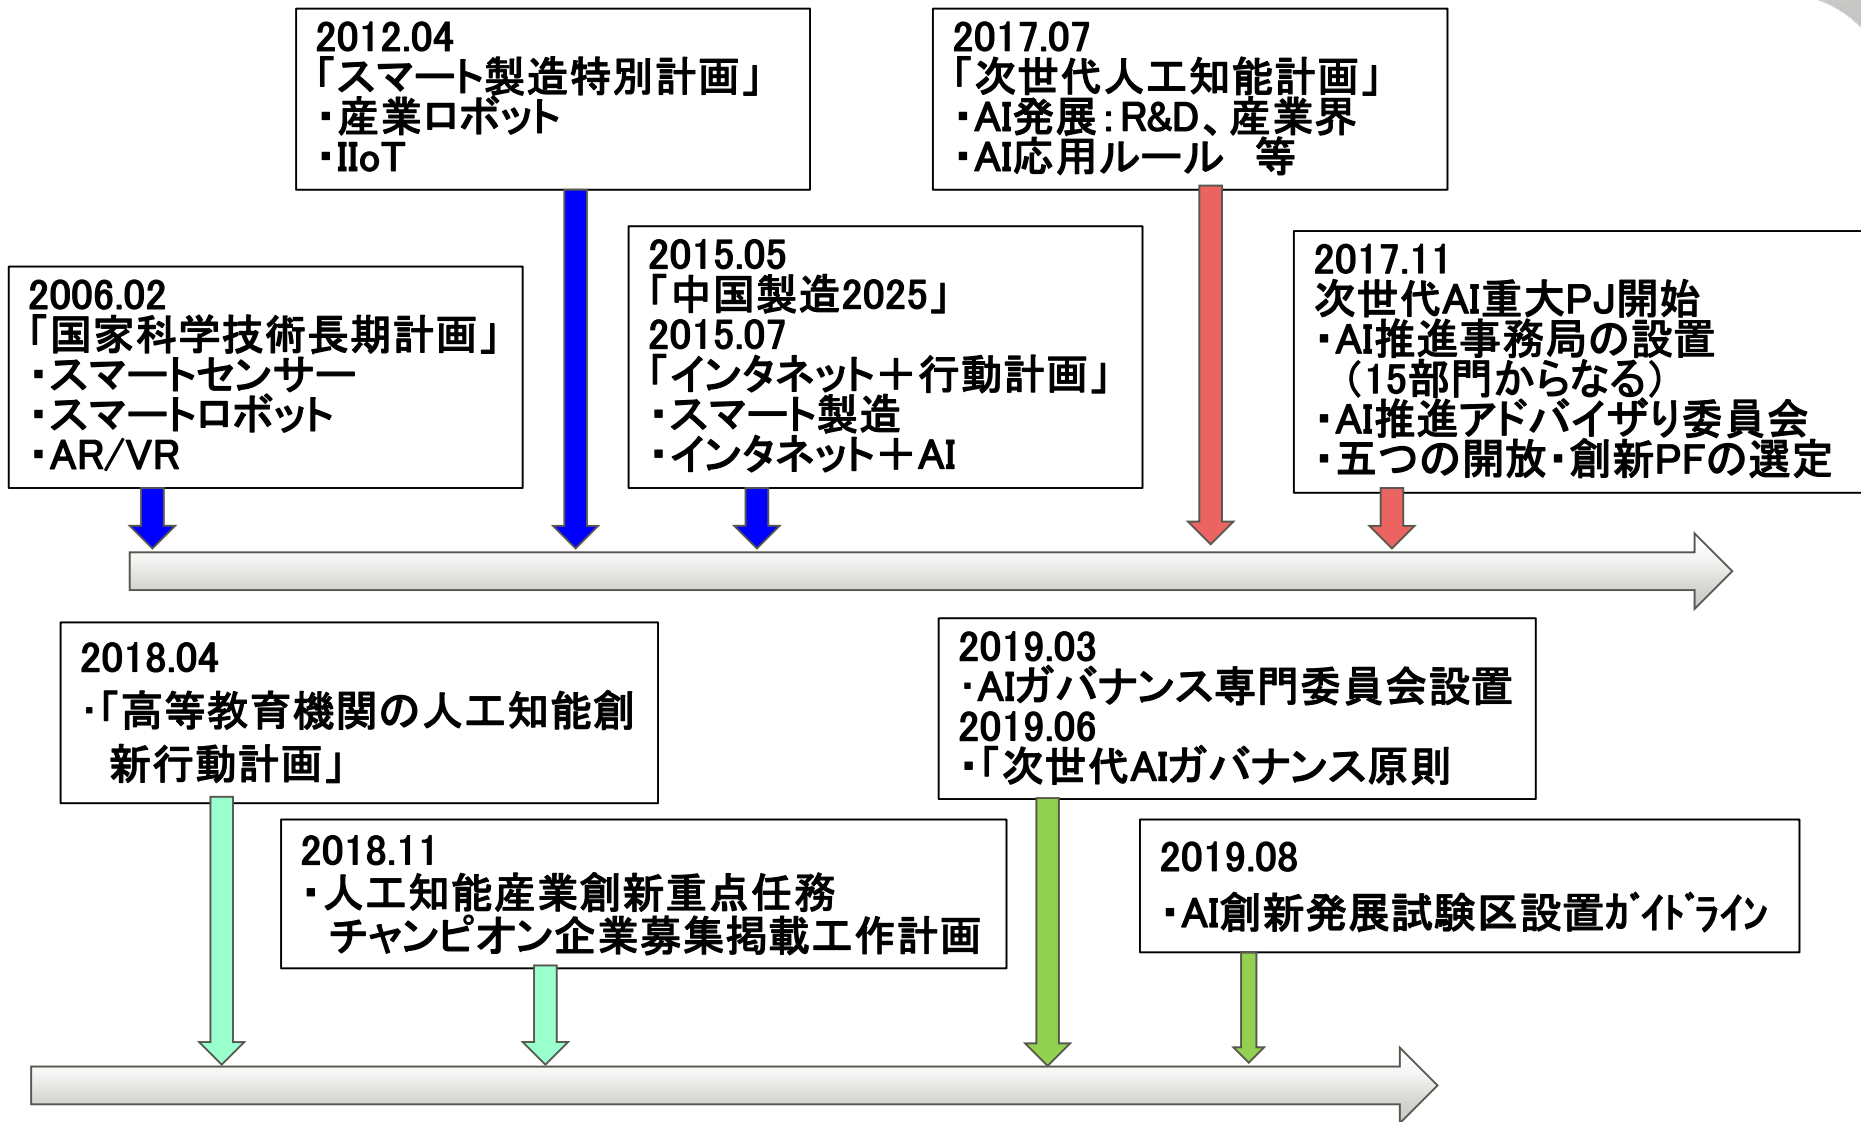 2012.04
「スマート製造特別計画」
・産業ロボット
・IIoT
2017.07
「次世代人工知能計画」
・AI発展：R&D、産業界
・AI応用ルール　等
2006.02
「国家科学技術長期計画」
・スマートセンサー
・スマートロボット
・AR/VR
2015.05
「中国製造2025」
2015.07
「インタネット＋行動計画」
・スマート製造
・インタネット＋AI
2017.11
次世代AI重大PJ開始
・AI推進事務局の設置
（15部門からなる）
・AI推進アドバイザり委員会
・五つの開放・創新PFの選定
2018.04
・「高等教育機関の人工知能創
新行動計画」
2018.11
・人工知能産業創新重点任務
チャンピオン企業募集掲載工作計画
2019.03
・AIガバナンス専門委員会設置
2019.06
・「次世代AIガバナンス原則
2019.08
・AI創新発展試験区設置ｶﾞｲﾄﾞﾗｲﾝ